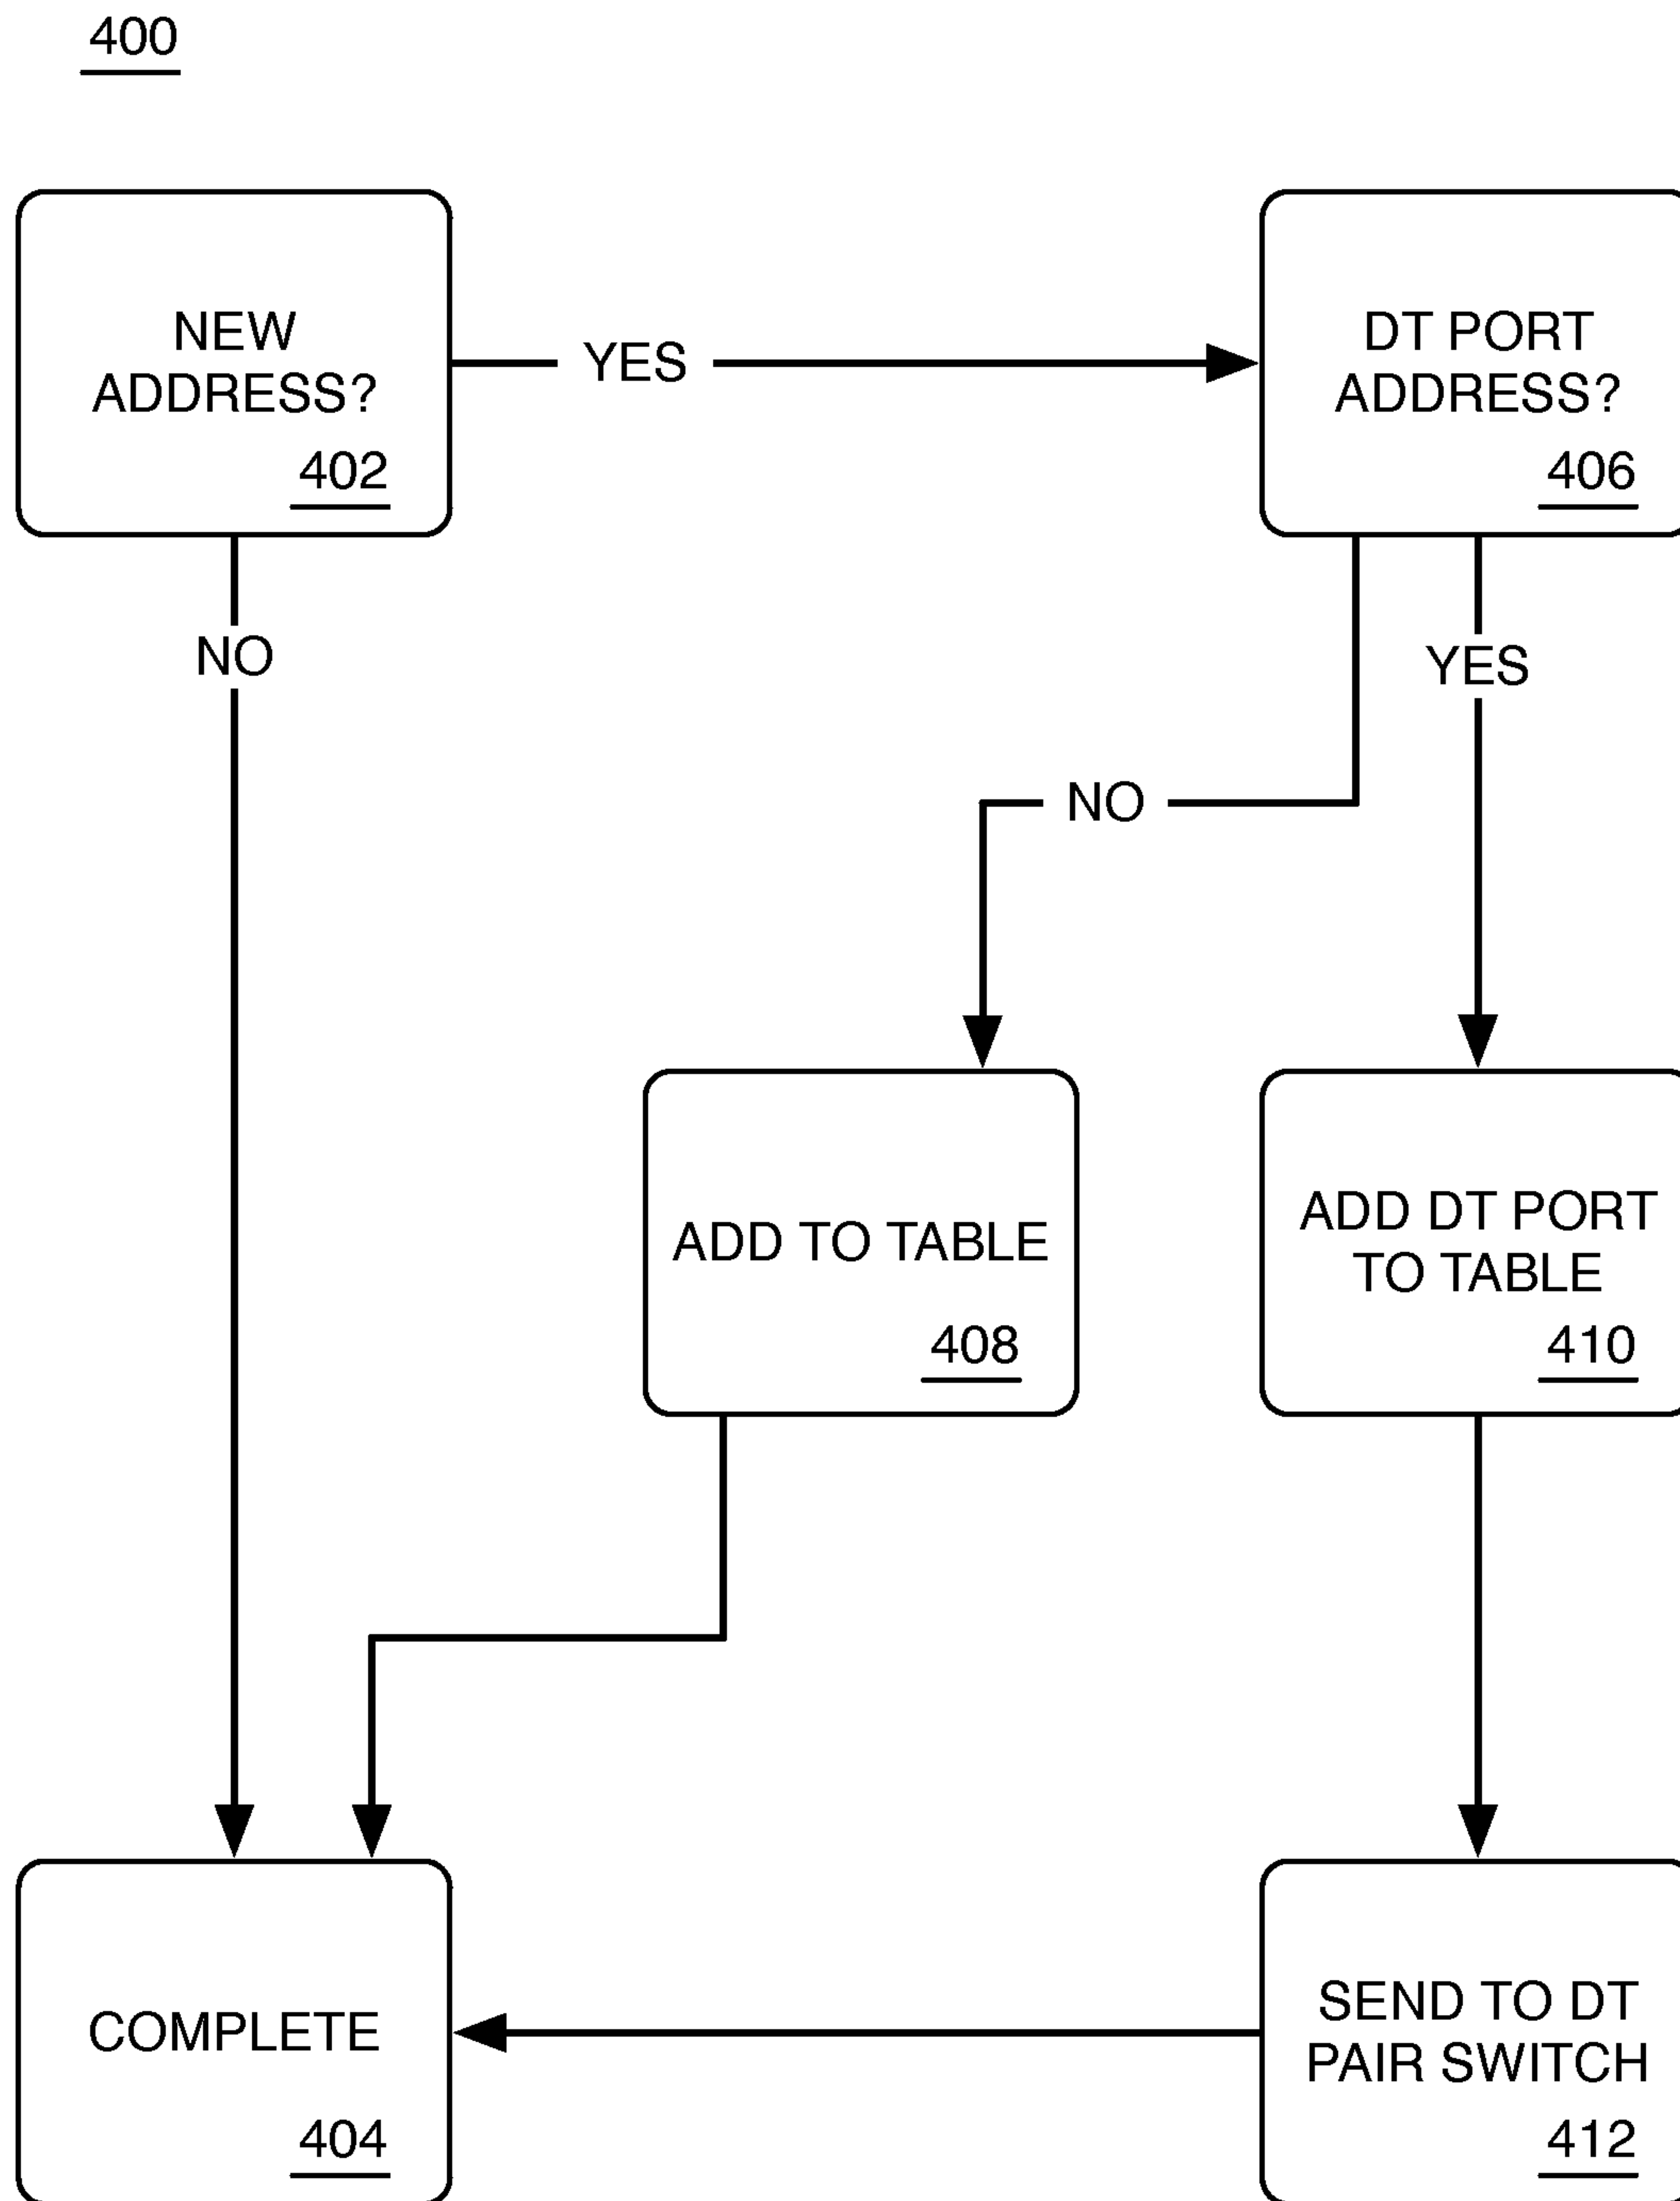 400
NEW
ADDRESS?
402
YES
DT PORT
ADDRESS?
406
NO
YES
NO
ADD TO TABLE
408
ADD DT PORT
TO TABLE
410
COMPLETE
404
SEND TO DT
PAIR SWITCH
412